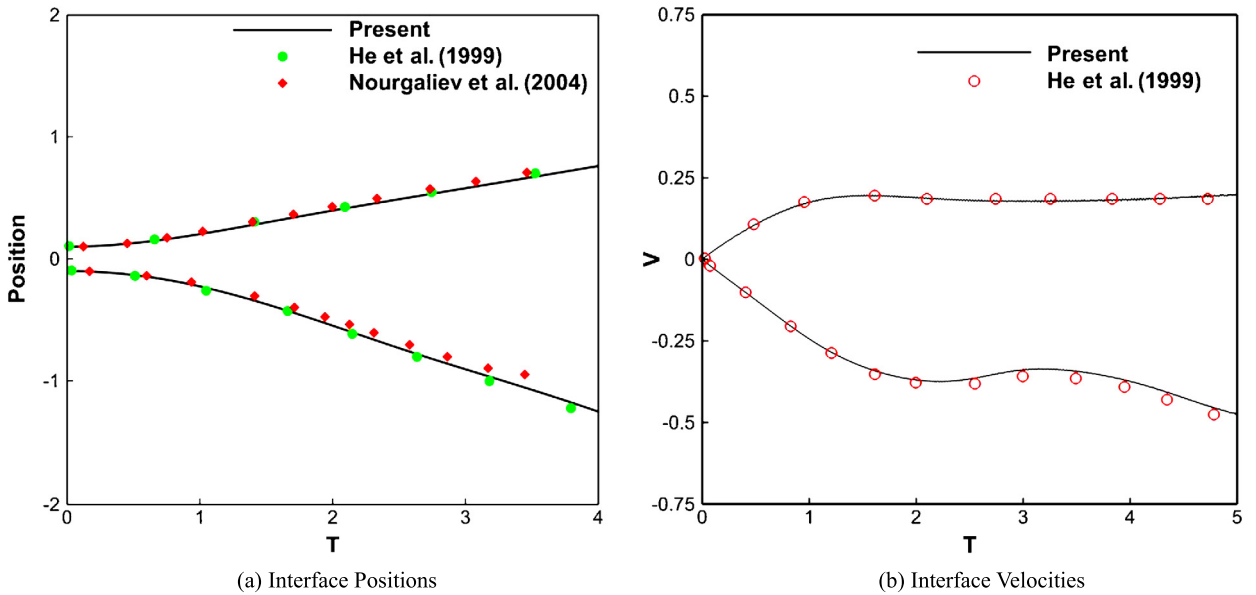 2
1
0
-1
-2
Position
0
1
2
3
4
T
Present
He et al. (1999)
Nourgaliev et al. (2004)
(a) Interface Positions
0.75
0.5
0.25
0
-0.25
-0.5
-0.75
V
0
1
2
3
4
5
T
Present
He et al. (1999)
(b) Interface Velocities